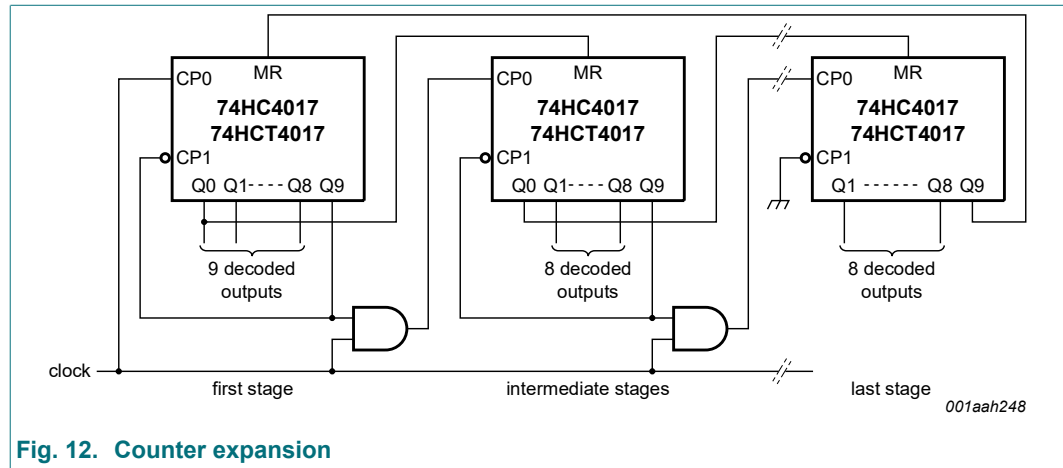 MR MR MR
CP0 CP0 CP0
74HC4017 74HC4017 74HC4017
74HCT4017 74HCT4017 74HCT4017
CP1 CP1 CP1
Q0 Q1 - - - - Q8 Q9 Q0 Q1 - - - - Q8 Q9 Q1 - - - - - - Q8 Q9
9 decoded 8 decoded 8 decoded
outputs outputs outputs
clock
first stage intermediate stages last stage
001aah248
Fig. 12. Counter expansion